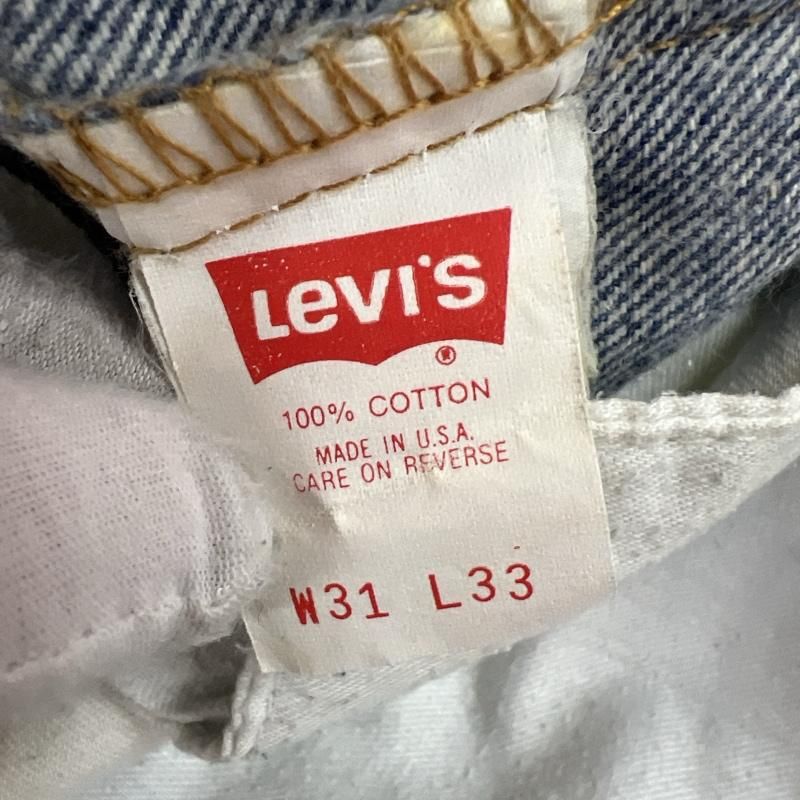 Levi's
®
100% COTTON
MADE IN U.S.A.
CARE ON REVERSE
W31 L33